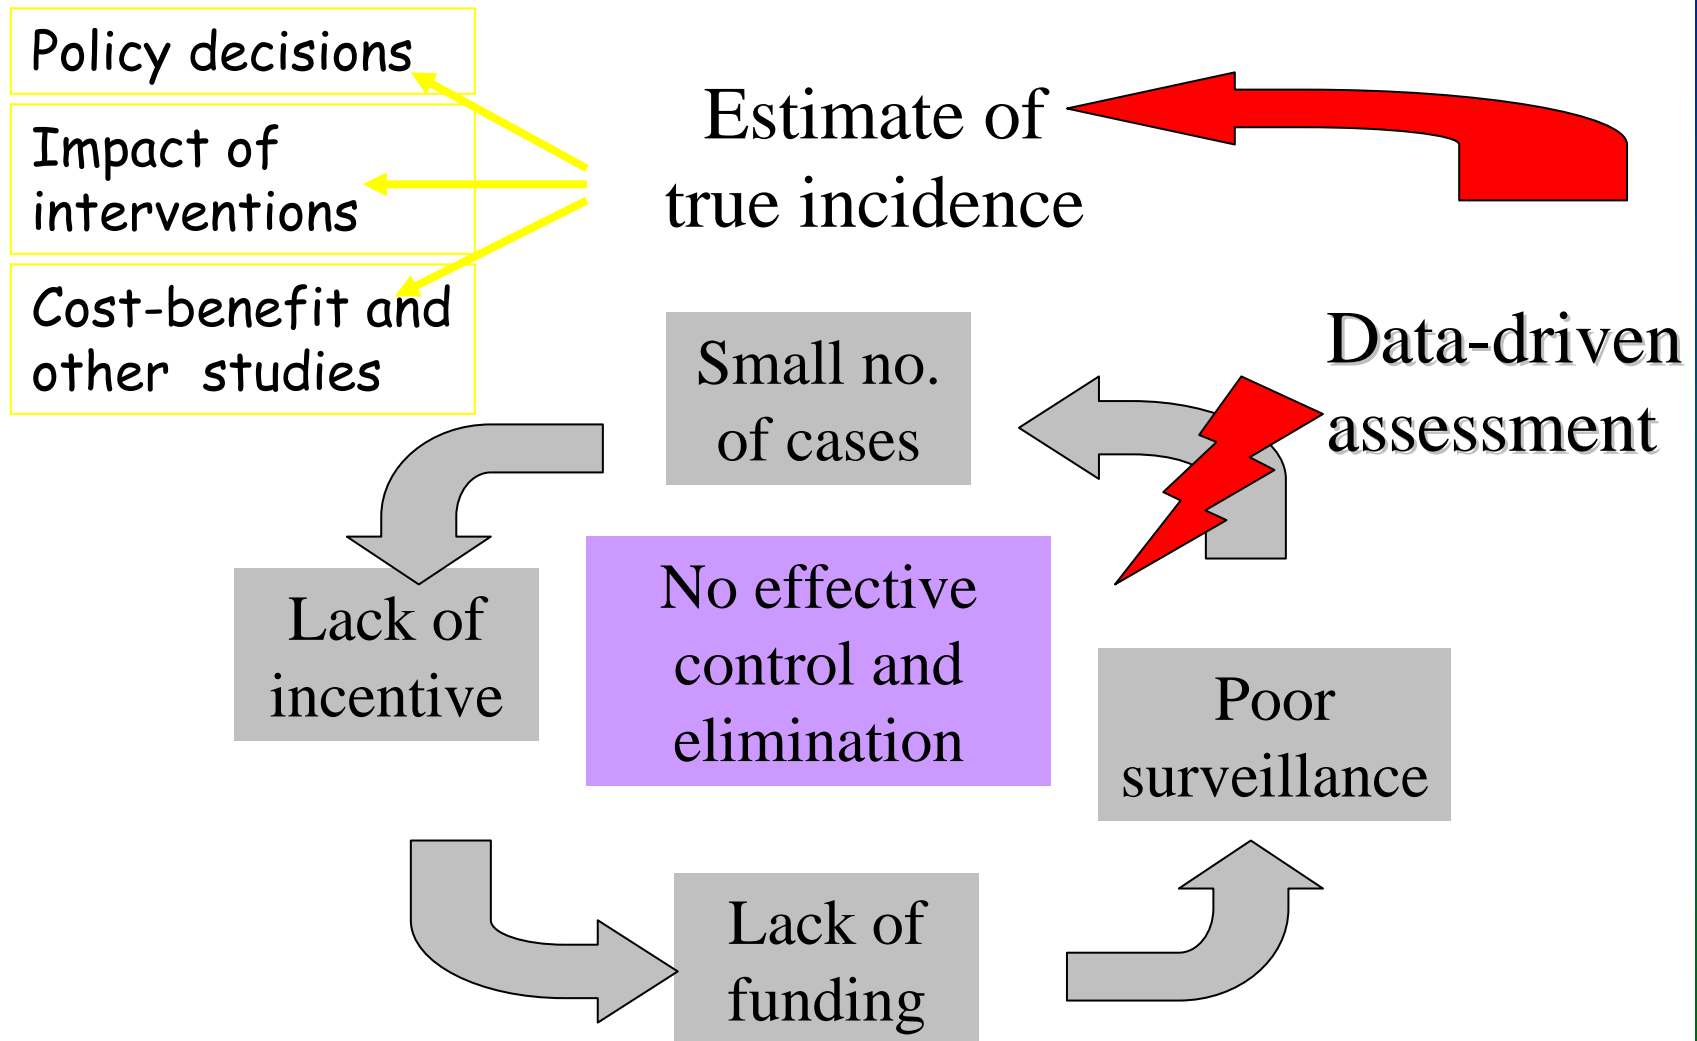 Policy decisions
Impact of
interventions
Cost-benefit and
other studies
Estimate of
true incidence
Data-driven
assessment
Small no.
of cases
Lack of
incentive
No effective
control and
elimination
Poor
surveillance
Lack of
funding